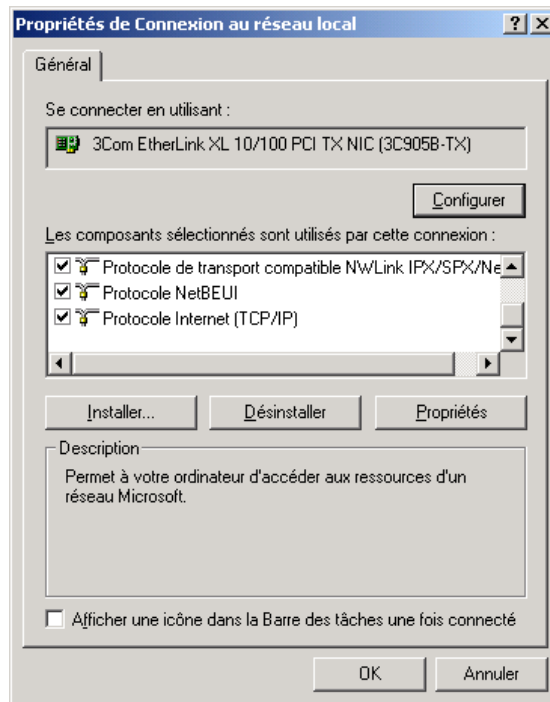 Propriétés de Connexion au réseau local
Général
Se connecter en utilisant :
3Com EtherLink XL 10/100 PCI TX NIC (3C905B-TX)
Configurer
Les composants sélectionnés sont utilisés par cette connexion :
Protocole de transport compatible NWLink IPX/SPX/Ne
Protocole NetBEUI
Protocole Internet (TCP/IP)
Installer...
Désinstaller
Propriétés
Description
Permet à votre ordinateur d'accéder aux ressources d'un
réseau Microsoft.
Afficher une icône dans la Barre des tâches une fois connecté
OK
Annuler